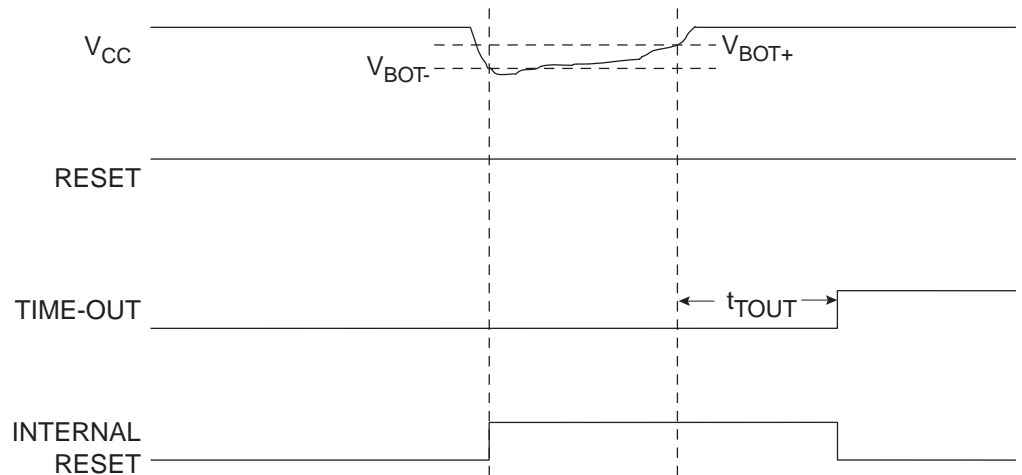 VCC
VBOT-
VBOT+
RESET
TIME-OUT
tTOUT
INTERNAL
RESET